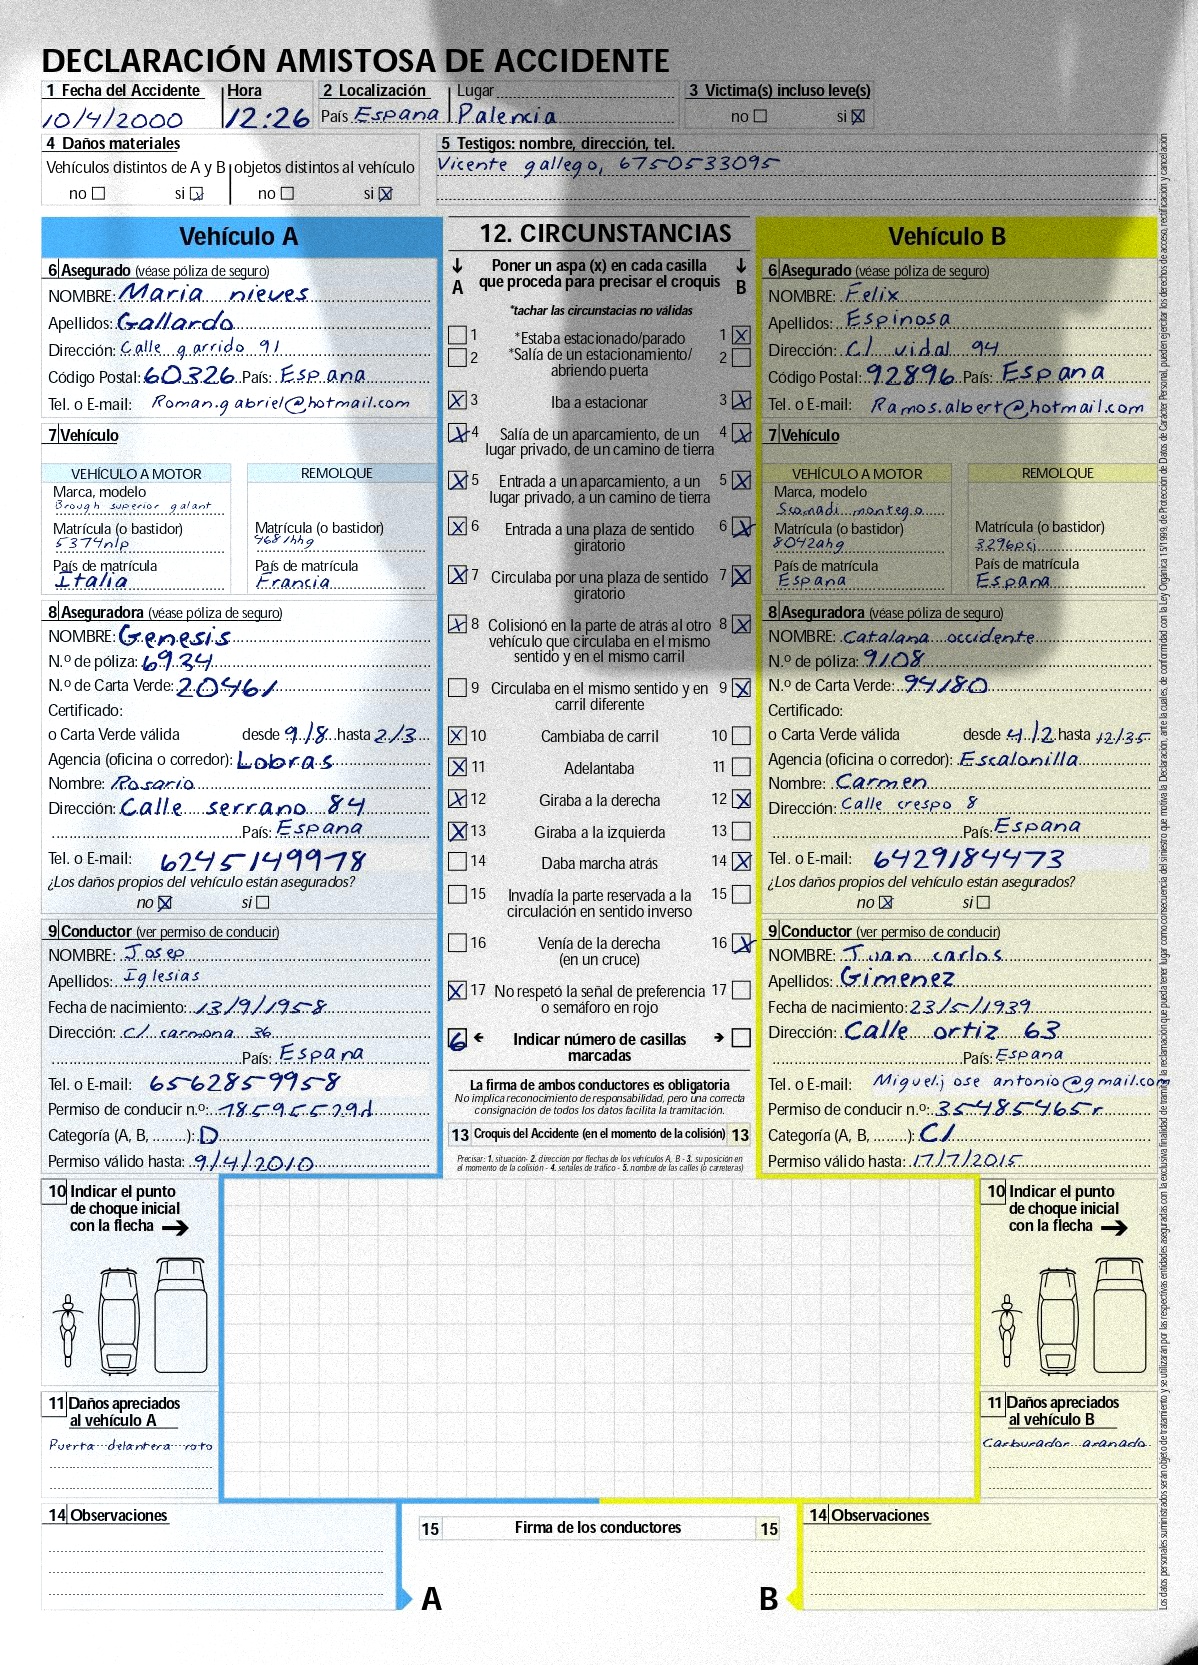 DECLARACIÓN AMISTOSA DE ACCIDENTE
1 Fecha del Accidente Hora 2 Localización Lugar 3 Victima(s) incluso leve(s)
10/4/2000 12:26 País Espana Palencia no si X
4 Daños materiales 5 Testigos: nombre, dirección, tel.
Vehículos distintos de A y B objetos distintos al vehículo Vicente gallego, 6750533095
no si X no si X
Vehículo A
6 Asegurado (véase póliza de seguro)
NOMBRE: Maria nieves
Apellidos: Gallardo
Dirección: Calle garrido 91
Código Postal: 60326 País: Espana
Tel. o E-mail: Roman.gabriel@hotmail.com
7 Vehículo
VEHÍCULO A MOTOR REMOLQUE
Marca, modelo
Brough superior galant
Matrícula (o bastidor) Matrícula (o bastidor)
5374nlp 4681hhg
País de matrícula País de matrícula
Italia Francia
8 Aseguradora (véase póliza de seguro)
NOMBRE: Genesis
N.º de póliza: 6934
N.º de Carta Verde: 20461
Certificado:
o Carta Verde válida desde 9/8 hasta 2/3
Agencia (oficina o corredor): Lobras
Nombre: Rosario
Dirección: Calle serrano 84
País: Espana
Tel. o E-mail: 6245149978
¿Los daños propios del vehículo están asegurados?
no X si
9 Conductor (ver permiso de conducir)
NOMBRE: Josep
Apellidos: Iglesias
Fecha de nacimiento: 13/9/1958
Dirección: C/ carmona 36
País: Espana
Tel. o E-mail: 6562859958
Permiso de conducir n.º: 78595529d
Categoría (A, B, ........): D
Permiso válido hasta: 9/4/2010
12. CIRCUNSTANCIAS
Poner un aspa (x) en cada casilla
A que proceda para precisar el croquis B
*tachar las circunstacias no válidas
1 *Estaba estacionado/parado 1 X
2 *Salía de un estacionamiento/ 2
abriendo puerta
X 3 Iba a estacionar 3 X
X 4 Salía de un aparcamiento, de un 4 X
lugar privado, de un camino de tierra
X 5 Entrada a un aparcamiento, a un 5 X
lugar privado, a un camino de tierra
X 6 Entrada a una plaza de sentido 6 X
giratorio
X 7 Circulaba por una plaza de sentido 7 X
giratorio
X 8 Colisionó en la parte de atrás al otro 8 X
vehículo que circulaba en el mismo
sentido y en el mismo carril
9 Circulaba en el mismo sentido y en 9 X
carril diferente
X 10 Cambiaba de carril 10
X 11 Adelantaba 11
X 12 Giraba a la derecha 12 X
X 13 Giraba a la izquierda 13
14 Daba marcha atrás 14 X
15 Invadía la parte reservada a la 15
circulación en sentido inverso
16 Venía de la derecha 16 X
(en un cruce)
X 17 No respetó la señal de preferencia 17
o semáforo en rojo
6 Indicar número de casillas
marcadas
La firma de ambos conductores es obligatoria
No implica reconocimiento de responsabilidad, pero una correcta
consignación de todos los datos facilita la tramitación.
13 Croquis del Accidente (en el momento de la colisión) 13
Precisar: 1. situación- 2. dirección por flechas de los vehículos A, B - 3. su posición en
el momento de la colisión - 4. señales de tráfico - 5. nombre de las calles (o carreteras)
Vehículo B
6 Asegurado (véase póliza de seguro)
NOMBRE: Felix
Apellidos: Espinosa
Dirección: C/ vidal 94
Código Postal: 92896 País: Espana
Tel. o E-mail: Ramos.albert@hotmail.com
7 Vehículo
VEHÍCULO A MOTOR REMOLQUE
Marca, modelo
Scomadi montego
Matrícula (o bastidor) Matrícula (o bastidor)
8042ahg 3296pcj
País de matrícula País de matrícula
Espana Espana
8 Aseguradora (véase póliza de seguro)
NOMBRE: Catalana occidente
N.º de póliza: 9108
N.º de Carta Verde: 94180
Certificado:
o Carta Verde válida desde 4/2 hasta 12/35
Agencia (oficina o corredor): Escalonilla
Nombre: Carmen
Dirección: Calle crespo 8
País: Espana
Tel. o E-mail: 6429184473
¿Los daños propios del vehículo están asegurados?
no X si
9 Conductor (ver permiso de conducir)
NOMBRE: Juan carlos
Apellidos: Gimenez
Fecha de nacimiento: 23/5/1939
Dirección: Calle ortiz 63
País: Espana
Tel. o E-mail: Miguel.jose antonio@gmail.com
Permiso de conducir n.º: 35485465r
Categoría (A, B, ........): C1
Permiso válido hasta: 17/7/2015
10 Indicar el punto
de choque inicial
con la flecha
11 Daños apreciados
al vehículo A
Puerta delantera roto
10 Indicar el punto
de choque inicial
con la flecha
11 Daños apreciados
al vehículo B
Carburador aranado
14 Observaciones
15 Firma de los conductores 15
A B
14 Observaciones
Los datos personales suministrados serán objeto de tratamiento y se utilizarán por las respectivas entidades aseguradas con la exclusiva finalidad de tramitar la reclamación que pueda tener lugar como consecuencia del siniestro que motiva la Declaración, ante la cuales, de conformidad con la Ley Orgánica 15/1999, de Protección de Datos de Carácter Personal, pueden ejercitar los derechos de acceso, rectificación y cancelación